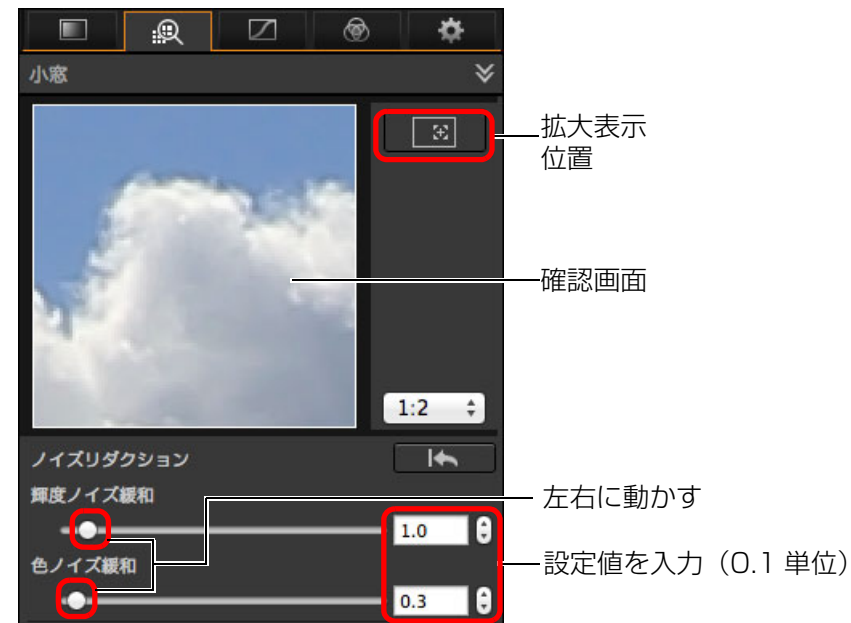 小窓
拡大表示
位置
確認画面
1:2
ノイズリダクション
輝度ノイズ緩和
左右に動かす
1.0
設定値を入力（0.1 単位）
色ノイズ緩和
0.3